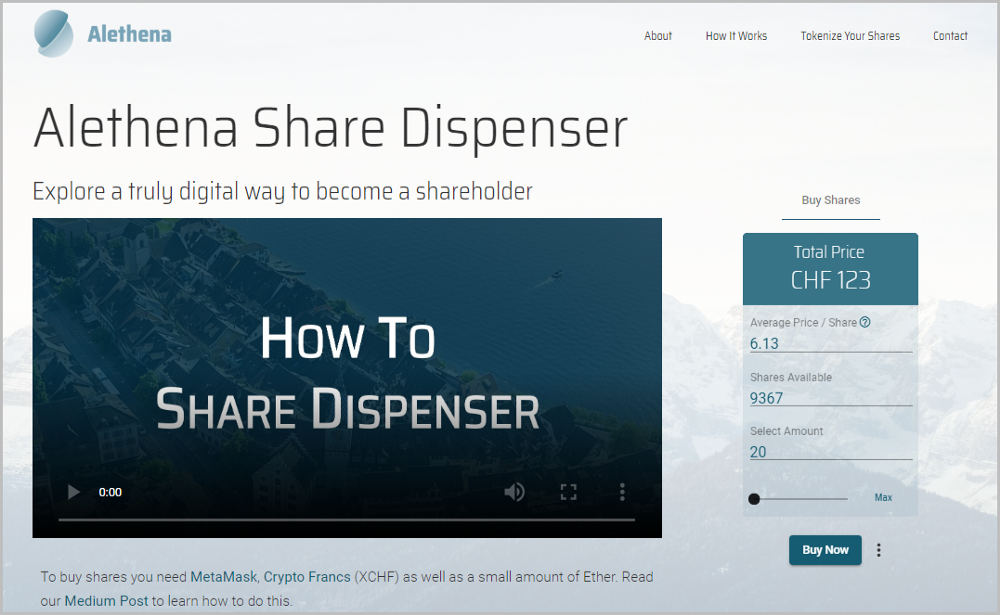 Alethena
About How It Works Tokenize Your Shares Contact
Alethena Share Dispenser
Explore a truly digital way to become a shareholder
How To
Share Dispenser
0:00
To buy shares you need MetaMask, Crypto Francs (XCHF) as well as a small amount of Ether. Read
our Medium Post to learn how to do this.
Buy Shares
Total Price
CHF 123
Average Price / Share ?
6.13
Shares Available
9367
Select Amount
20
Max
Buy Now